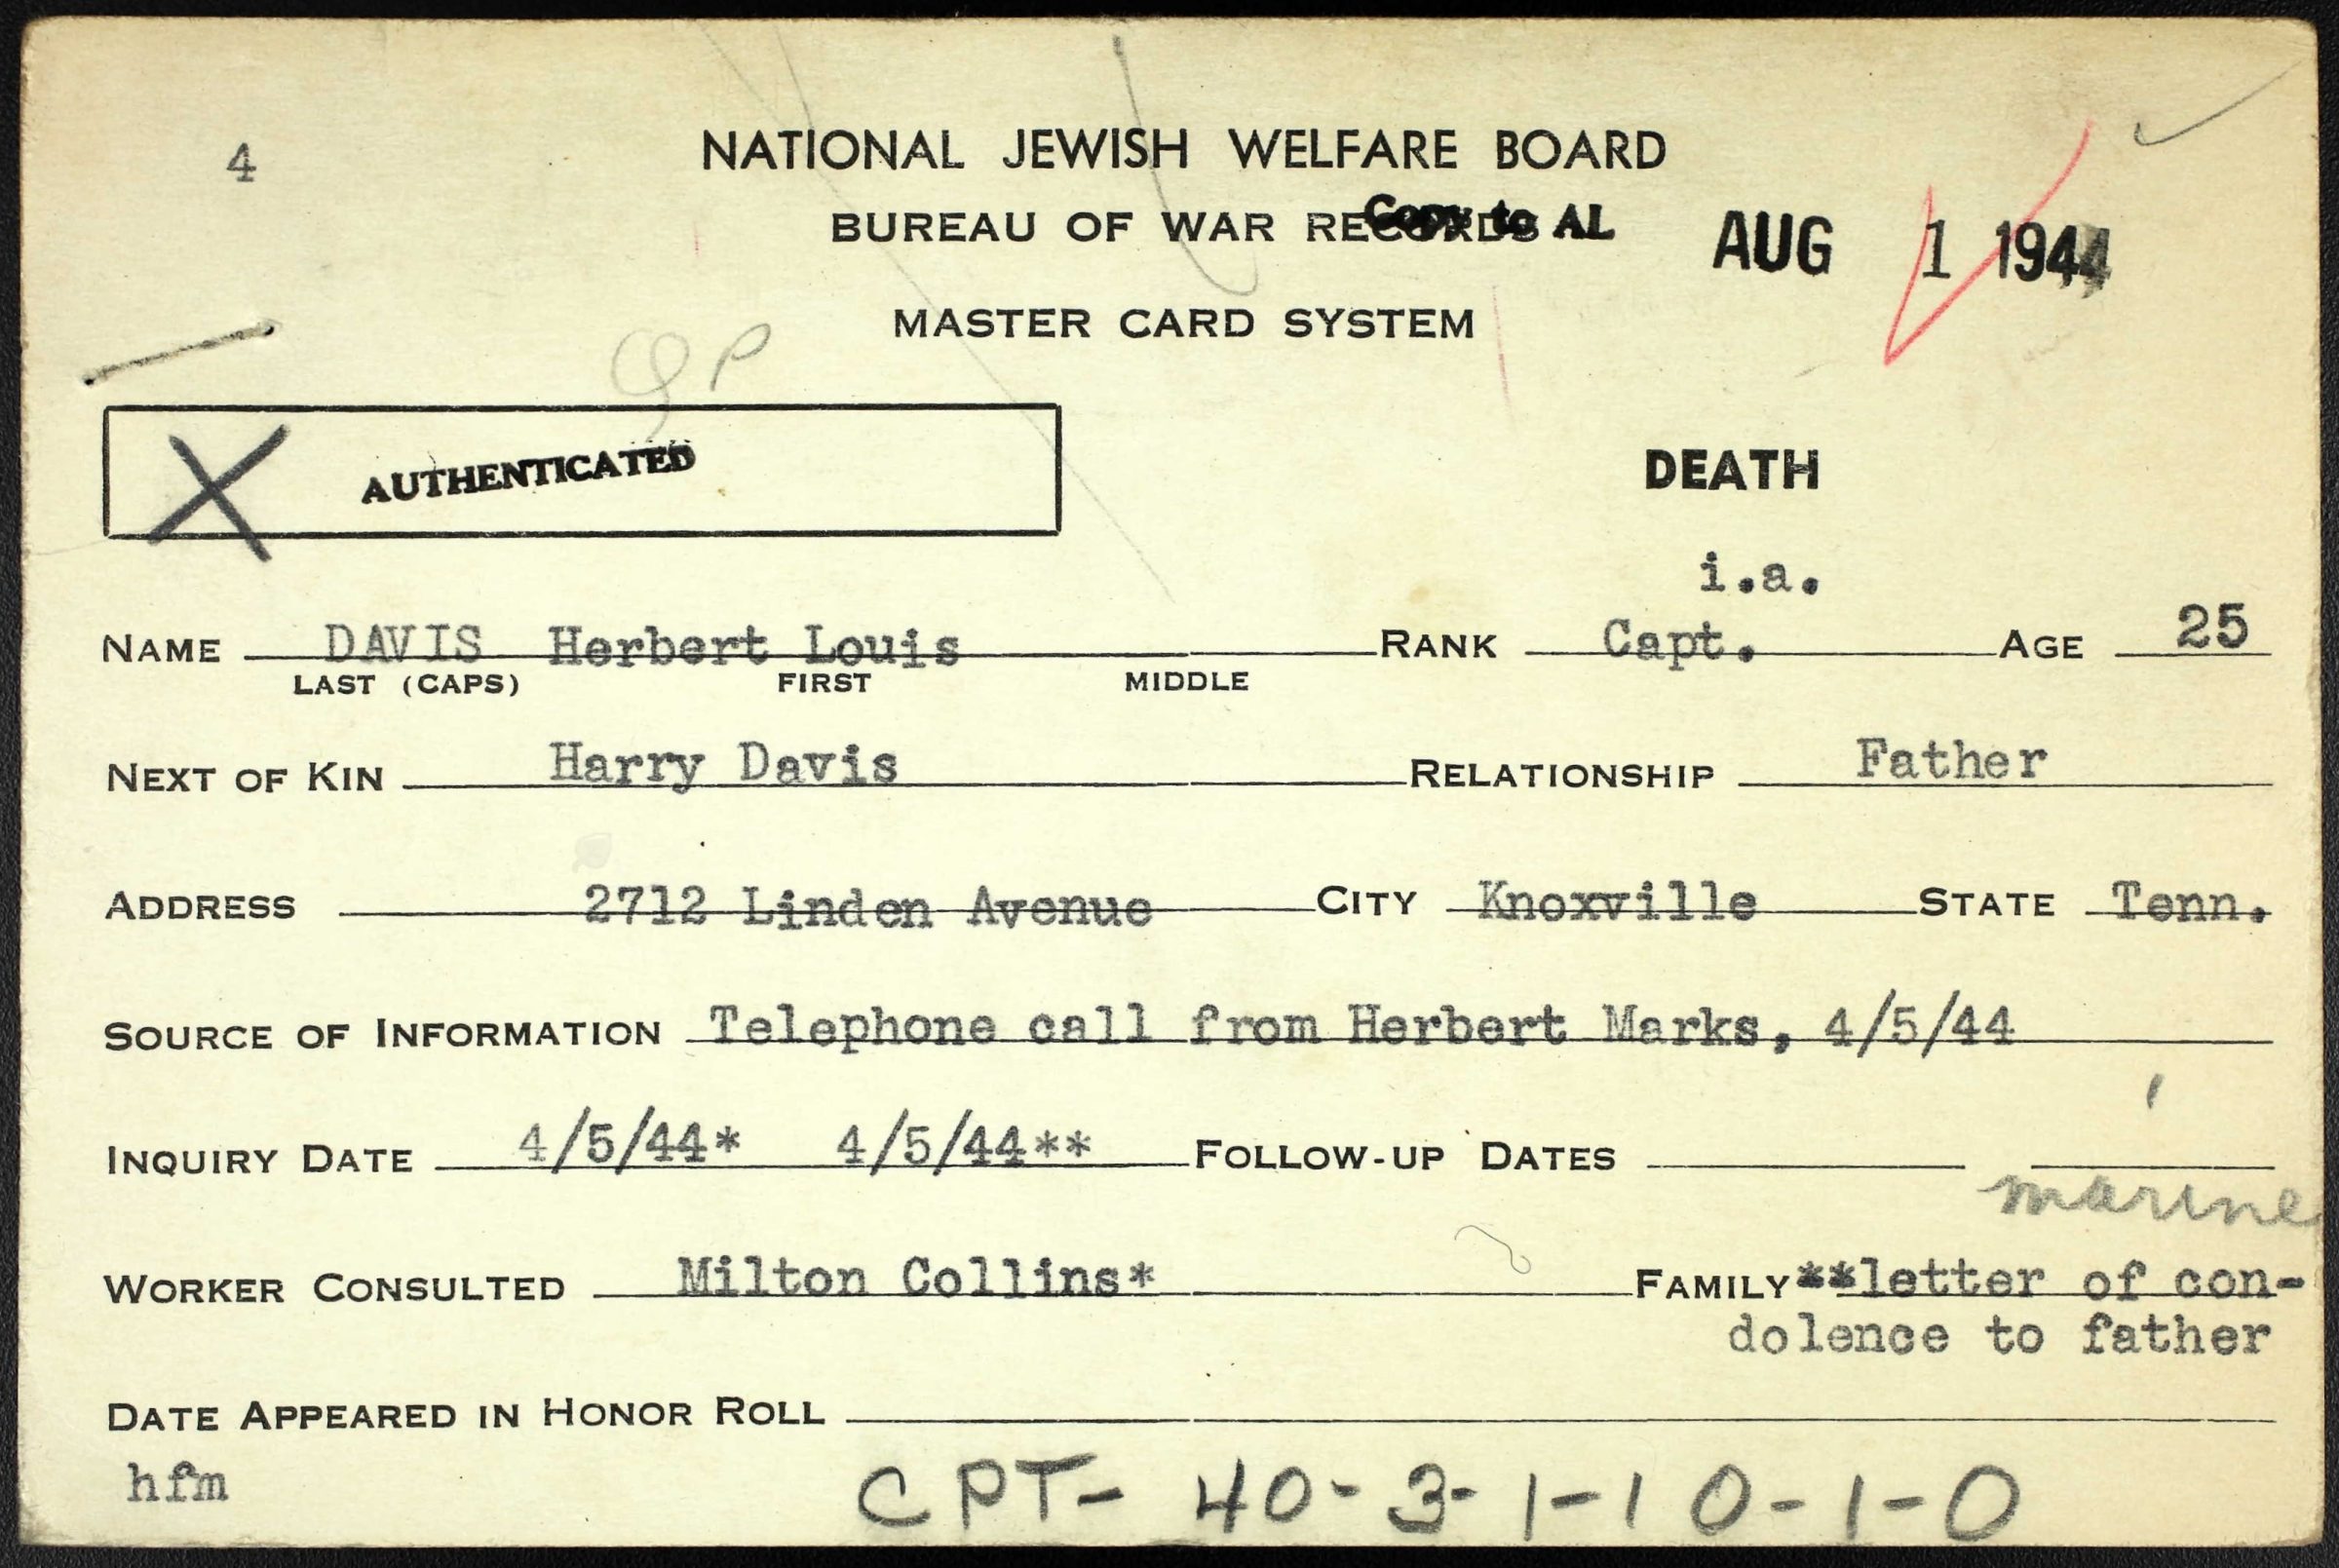 4
NATIONAL JEWISH WELFARE BOARD
BUREAU OF WAR RECORDS Copy to AL AUG 1 1944
MASTER CARD SYSTEM
X AUTHENTICATED
DEATH
i.a.
NAME DAVIS Herbert Louis RANK Capt. AGE 25
LAST (CAPS) FIRST MIDDLE
NEXT OF KIN Harry Davis RELATIONSHIP Father
ADDRESS 2712 Linden Avenue CITY Knoxville STATE Tenn.
SOURCE OF INFORMATION Telephone call from Herbert Marks, 4/5/44
INQUIRY DATE 4/5/44* 4/5/44** FOLLOW-UP DATES
marine
WORKER CONSULTED Milton Collins* FAMILY **letter of con-
dolence to father
DATE APPEARED IN HONOR ROLL
hfm
CPT- 40-3-1-10-1-0